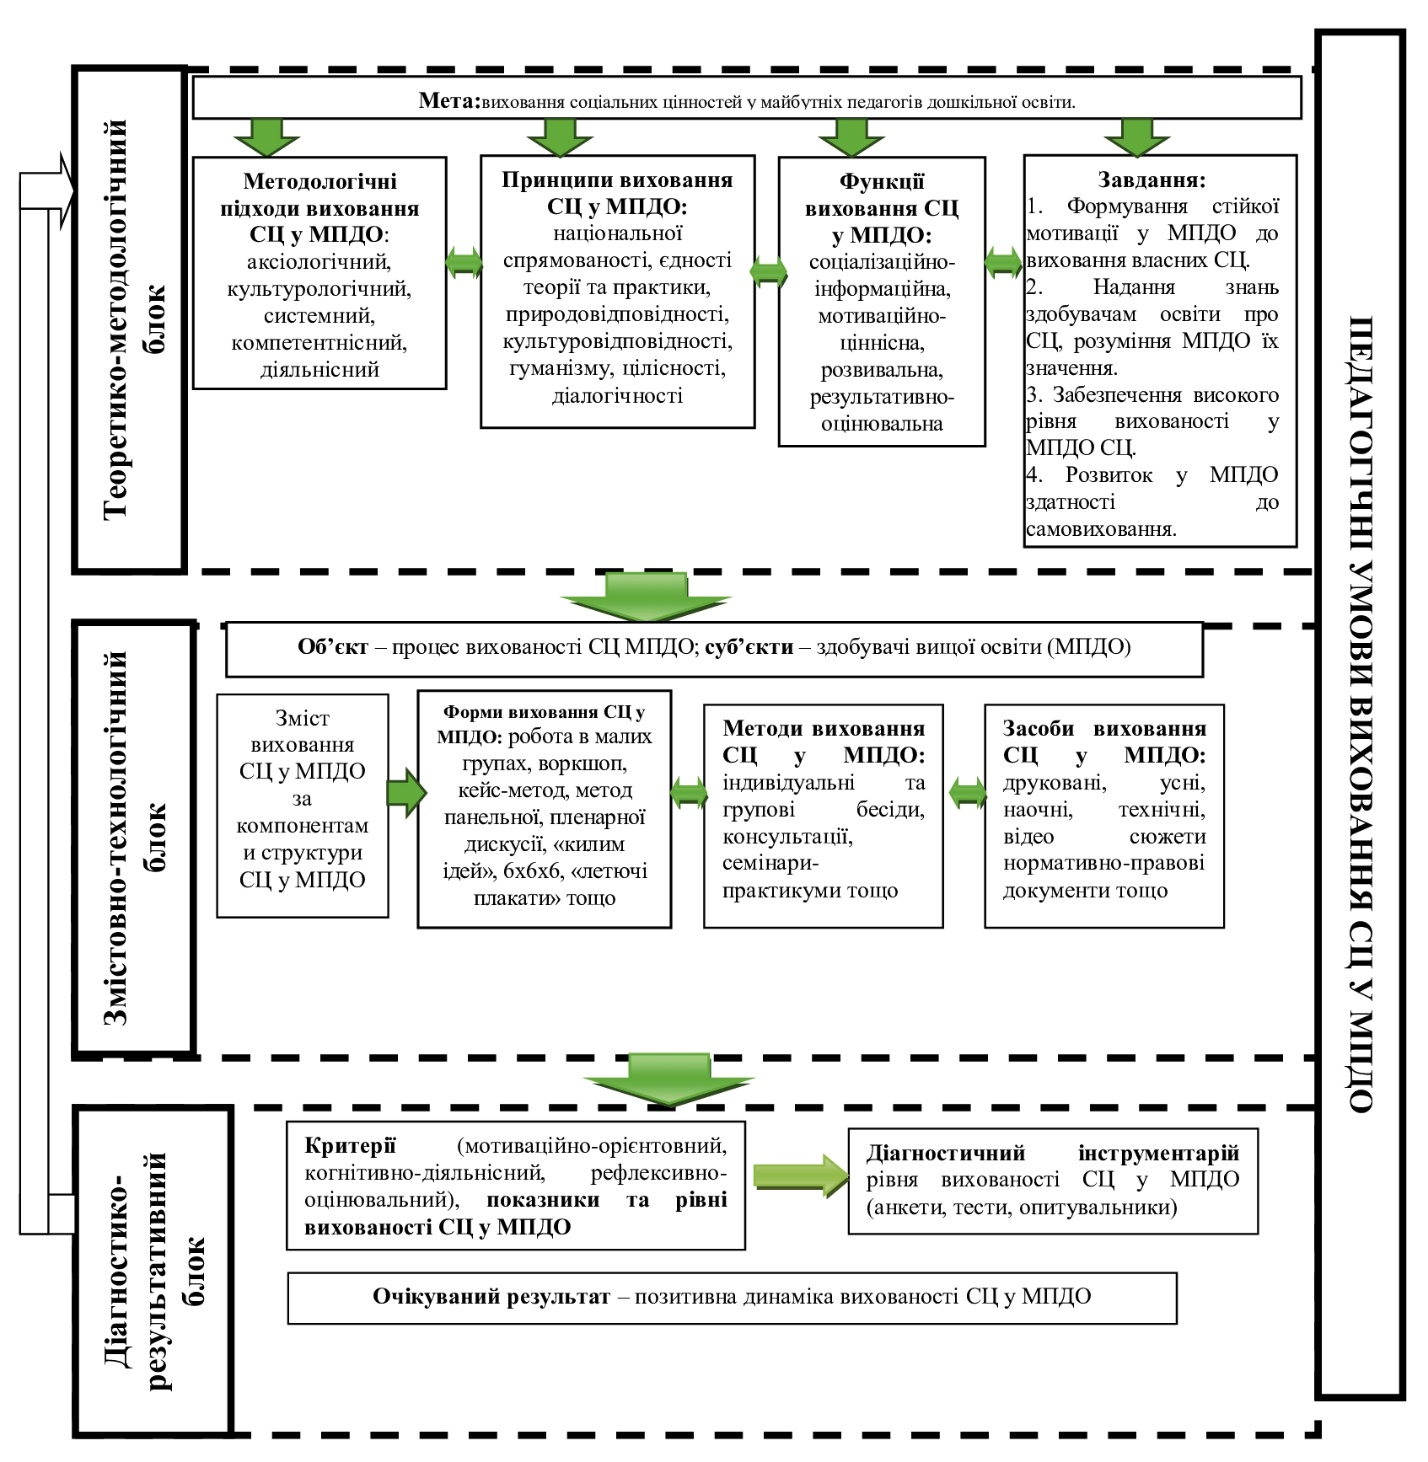 Теоретико-методологічний
блок
Мета:виховання соціальних цінностей у майбутніх педагогів дошкільної освіти.
Методологічні
підходи виховання
СЦ у МПДО:
аксіологічний,
культурологічний,
системний,
компетентнісний,
діяльнісний
Принципи виховання
СЦ у МПДО:
національної
спрямованості, єдності
теорії та практики,
природовідповідності,
культуровідповідності,
гуманізму, цілісності,
діалогічності
Функції
виховання СЦ
у МПДО:
соціалізаційно-
інформаційна,
мотиваційно-
ціннісна,
розвивальна,
результативно-
оцінювальна
Завдання:
1. Формування стійкої
мотивації у МПДО до
виховання власних СЦ.
2. Надання знань
здобувачам освіти про
СЦ, розуміння МПДО їх
значення.
3. Забезпечення високого
рівня вихованості у
МПДО СЦ.
4. Розвиток у МПДО
здатності до
самовиховання.
Змістовно-технологічний
блок
Об’єкт – процес вихованості СЦ МПДО; суб’єкти – здобувачі вищої освіти (МПДО)
Зміст
виховання
СЦ у МПДО
за
компонентам
и структури
СЦ у МПДО
Форми виховання СЦ у
МПДО: робота в малих
групах, воркшоп,
кейс-метод, метод
панельної, пленарної
дискусії, «килим
ідей», 6х6х6, «летючі
плакати» тощо
Методи виховання
СЦ у МПДО:
індивідуальні та
групові бесіди,
консультації,
семінари-
практикуми тощо
Засоби виховання
СЦ у МПДО:
друковані, усні,
наочні, технічні,
відео сюжети
нормативно-правові
документи тощо
Діагностико-
результативний
блок
Критерії (мотиваційно-орієнтовний,
когнітивно-діяльнісний, рефлексивно-
оцінювальний), показники та рівні
вихованості СЦ у МПДО
Діагностичний інструментарій
рівня вихованості СЦ у МПДО
(анкети, тести, опитувальники)
Очікуваний результат – позитивна динаміка вихованості СЦ у МПДО
ПЕДАГОГІЧНІ УМОВИ ВИХОВАННЯ СЦ У МПДО